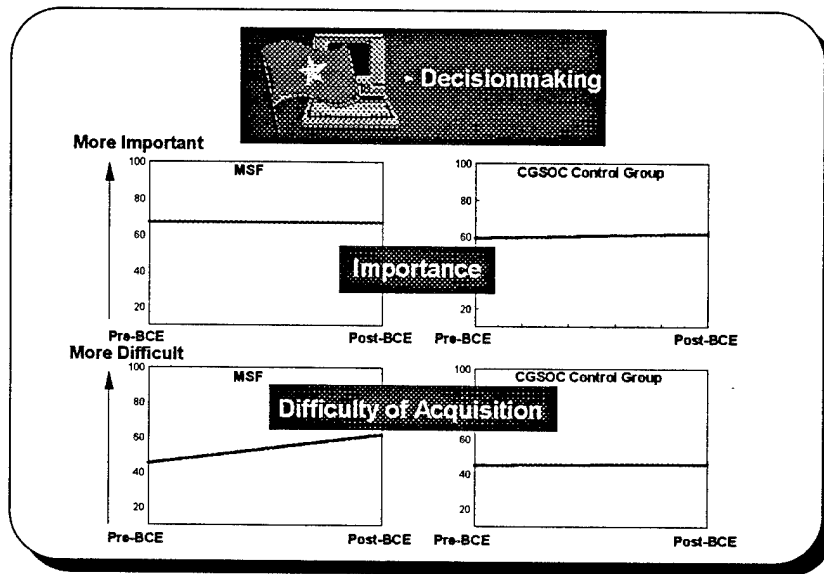 - Decisionmaking
More Important
MSF
100
80
60
40
20
Pre-BCE
Post-BCE
CGSOC Control Group
100
80
60
40
20
Pre-BCE
Post-BCE
Importance
More Difficult
MSF
100
80
60
40
20
Pre-BCE
Post-BCE
CGSOC Control Group
100
60
40
20
Pre-BCE
Post-BCE
Difficulty of Acquisition